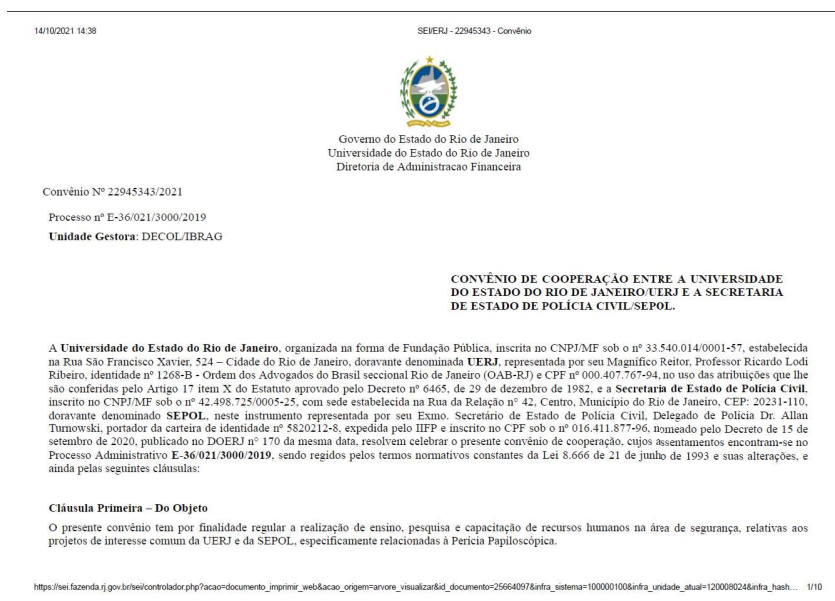 14/10/2021 14:38
SEI/ERJ - 22945343 - Convênio
Governo do Estado do Rio de Janeiro
Universidade do Estado do Rio de Janeiro
Diretoria de Administracao Financeira
Convênio Nº 22945343/2021
Processo nº E-36/021/3000/2019
Unidade Gestora: DECOL/IBRAG
CONVÊNIO DE COOPERAÇÃO ENTRE A UNIVERSIDADE
DO ESTADO DO RIO DE JANEIRO/UERJ E A SECRETARIA
DE ESTADO DE POLÍCIA CIVIL/SEPOL.
A Universidade do Estado do Rio de Janeiro, organizada na forma de Fundação Pública, inscrita no CNPJ/MF sob o nº 33.540.014/0001-57, estabelecida
na Rua São Francisco Xavier, 524 – Cidade do Rio de Janeiro, doravante denominada UERJ, representada por seu Magnífico Reitor, Professor Ricardo Lodi
Ribeiro, identidade nº 1268-B - Ordem dos Advogados do Brasil seccional Rio de Janeiro (OAB-RJ) e CPF nº 000.407.767-94, no uso das atribuições que lhe
são conferidas pelo Artigo 17 item X do Estatuto aprovado pelo Decreto nº 6465, de 29 de dezembro de 1982, e a Secretaria de Estado de Polícia Civil,
inscrito no CNPJ/MF sob o nº 42.498.725/0005-25, com sede estabelecida na Rua da Relação n° 42, Centro, Município do Rio de Janeiro, CEP: 20231-110,
doravante denominado SEPOL, neste instrumento representada por seu Exmo. Secretário de Estado de Polícia Civil, Delegado de Polícia Dr. Allan
Turnowski, portador da carteira de identidade nº 5820212-8, expedida pelo IIFP e inscrito no CPF sob o nº 016.411.877-96, nomeado pelo Decreto de 15 de
setembro de 2020, publicado no DOERJ n° 170 da mesma data, resolvem celebrar o presente convênio de cooperação, cujos assentamentos encontram-se no
Processo Administrativo E-36/021/3000/2019, sendo regidos pelos termos normativos constantes da Lei 8.666 de 21 de junho de 1993 e suas alterações, e
ainda pelas seguintes cláusulas:
Cláusula Primeira – Do Objeto
O presente convênio tem por finalidade regular a realização de ensino, pesquisa e capacitação de recursos humanos na área de segurança, relativas aos
projetos de interesse comum da UERJ e da SEPOL, especificamente relacionadas à Perícia Papiloscópica.
https://sei.fazenda.rj.gov.br/sei/controlador.php?acao=documento_imprimir_web&acao_origem=arvore_visualizar&id_documento=25664097&infra_sistema=100000100&infra_unidade_atual=120008024&infra_hash… 1/10